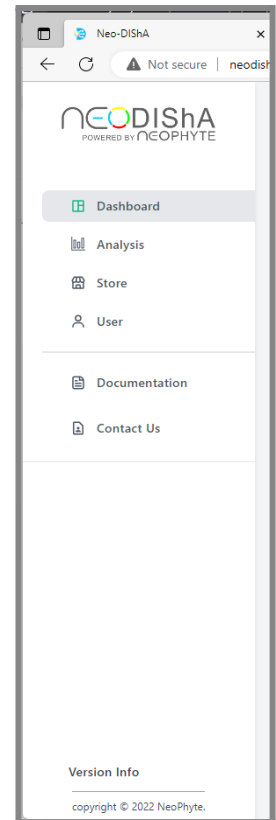 Neo-DIShA
Not secure | neodish
NEODIShA
POWERED BY NEOPHYTE
Dashboard
Analysis
Store
User
Documentation
Contact Us
Version Info
copyright © 2022 NeoPhyte.